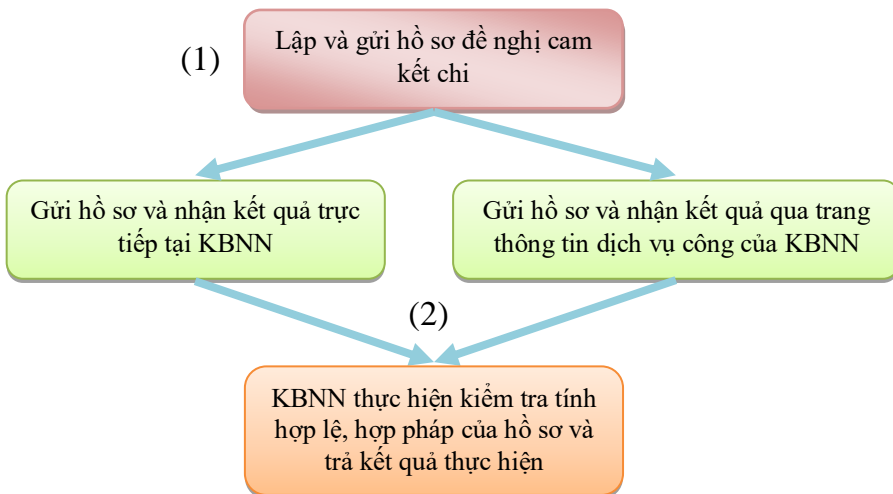 (1)
Lập và gửi hồ sơ đề nghị cam
kết chi
Gửi hồ sơ và nhận kết quả trực
tiếp tại KBNN
Gửi hồ sơ và nhận kết quả qua trang
thông tin dịch vụ công của KBNN
(2)
KBNN thực hiện kiểm tra tính
hợp lệ, hợp pháp của hồ sơ và
trả kết quả thực hiện